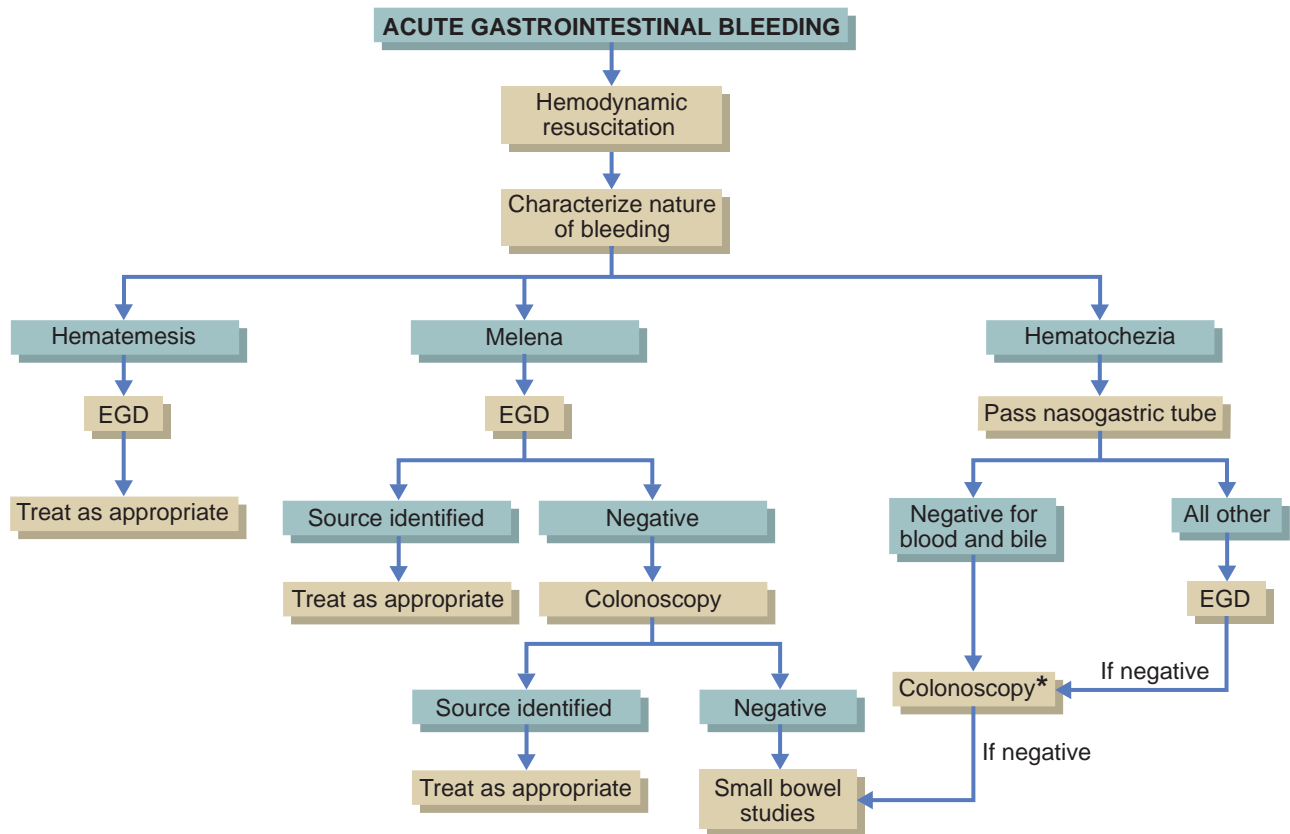 ACUTE GASTROINTESTINAL BLEEDING
Hemodynamic
resuscitation
Characterize nature
of bleeding
Hematemesis
Melena
Hematochezia
EGD
EGD
Pass nasogastric tube
Treat as appropriate
Source identified
Negative
Negative for
blood and bile
All other
Treat as appropriate
Colonoscopy
EGD
Source identified
Negative
Colonoscopy*
If negative
If negative
Treat as appropriate
Small bowel
studies